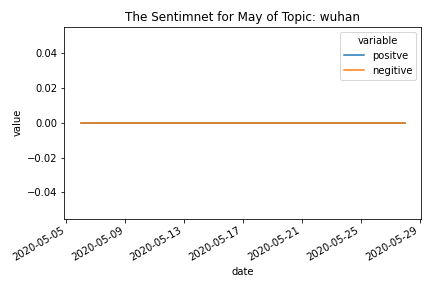 The Sentimnet for May of Topic: wuhan
variable
positve
negitive
value
0.04
0.02
0.00
−0.02
−0.04
2020-05-05
2020-05-09
2020-05-13
2020-05-17
2020-05-21
2020-05-25
2020-05-29
date